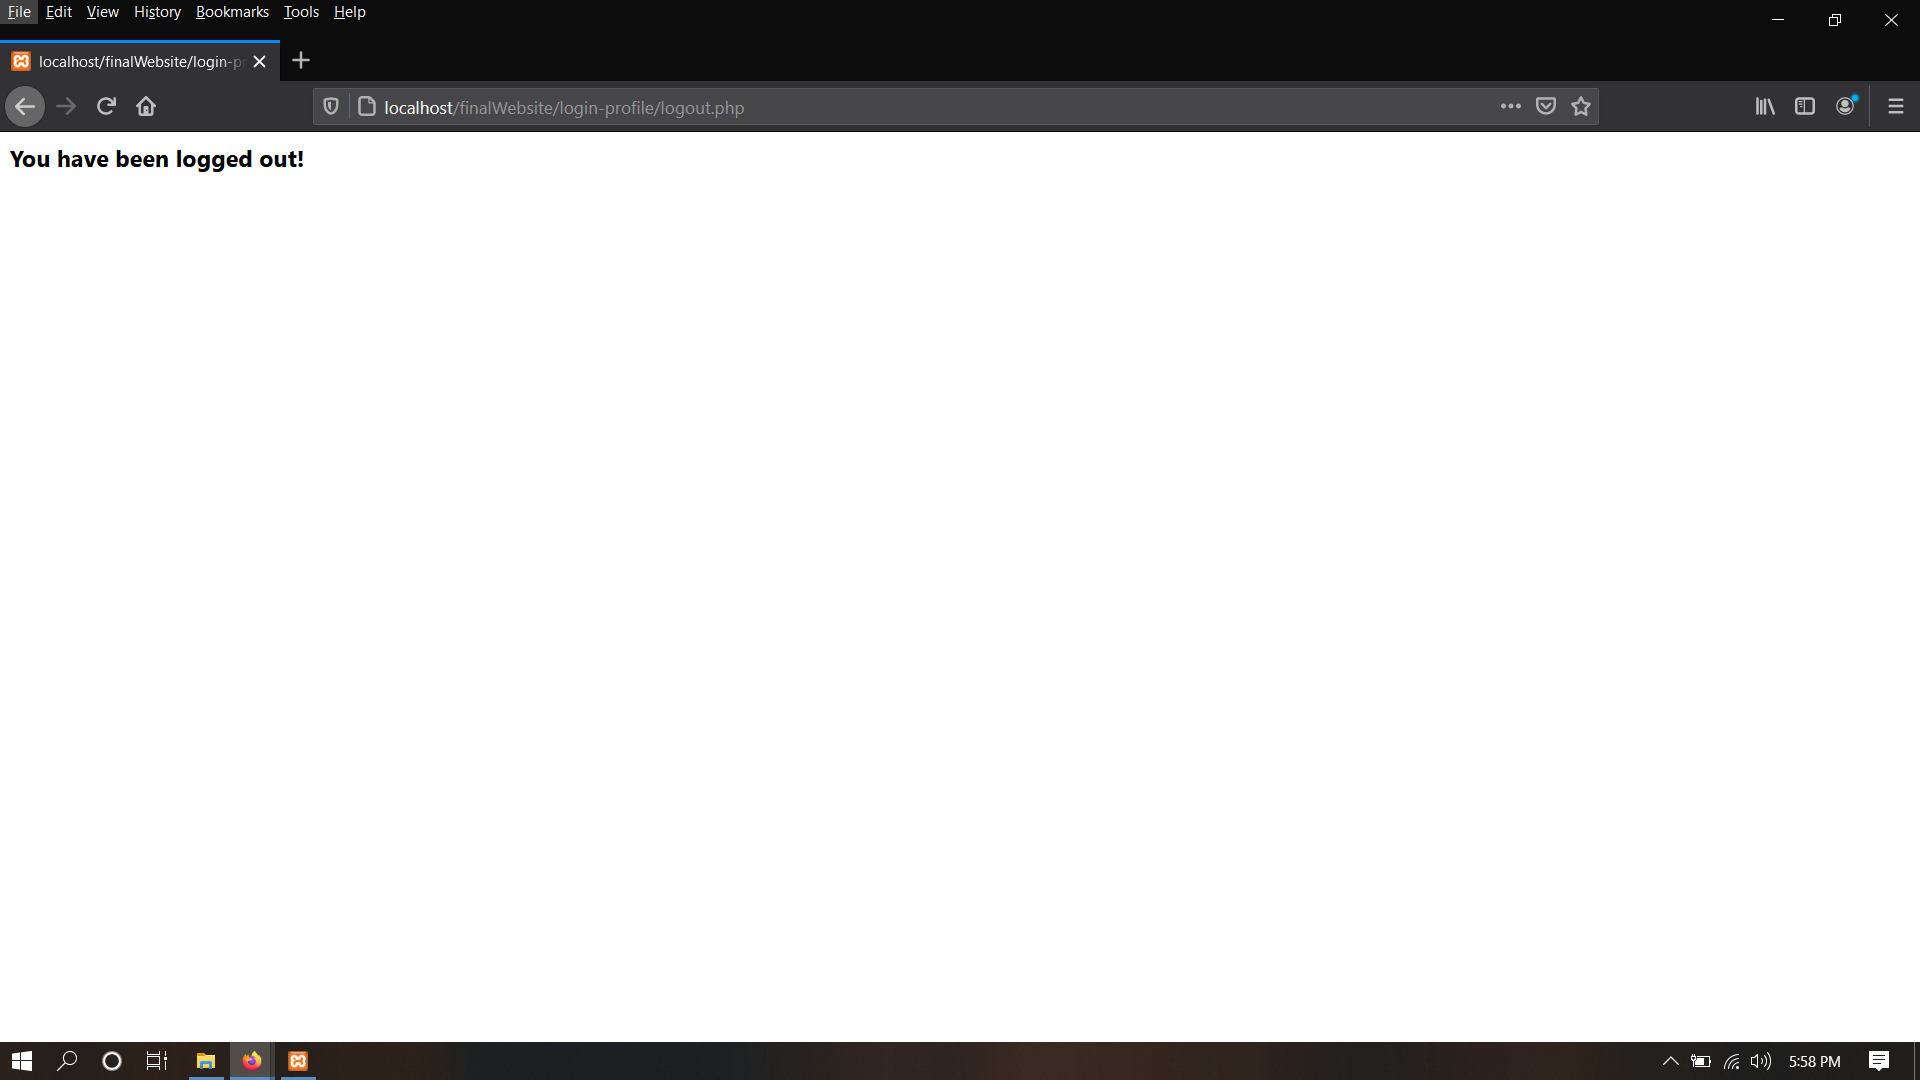 File Edit View History Bookmarks Tools Help
localhost/finalWebsite/login-p
localhost/finalWebsite/login-profile/logout.php
You have been logged out!
5:58 PM